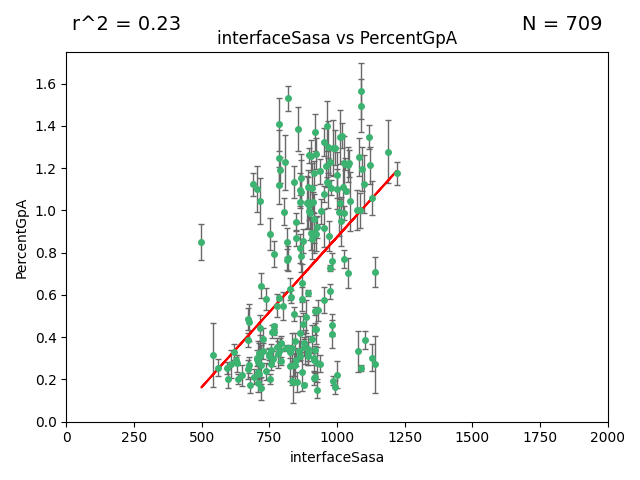 r^2 = 0.23
N = 709
interfaceSasa vs PercentGpA
PercentGpA
1.6
1.4
1.2
1.0
0.8
0.6
0.4
0.2
0.0
0 250 500 750 1000 1250 1500 1750 2000
interfaceSasa